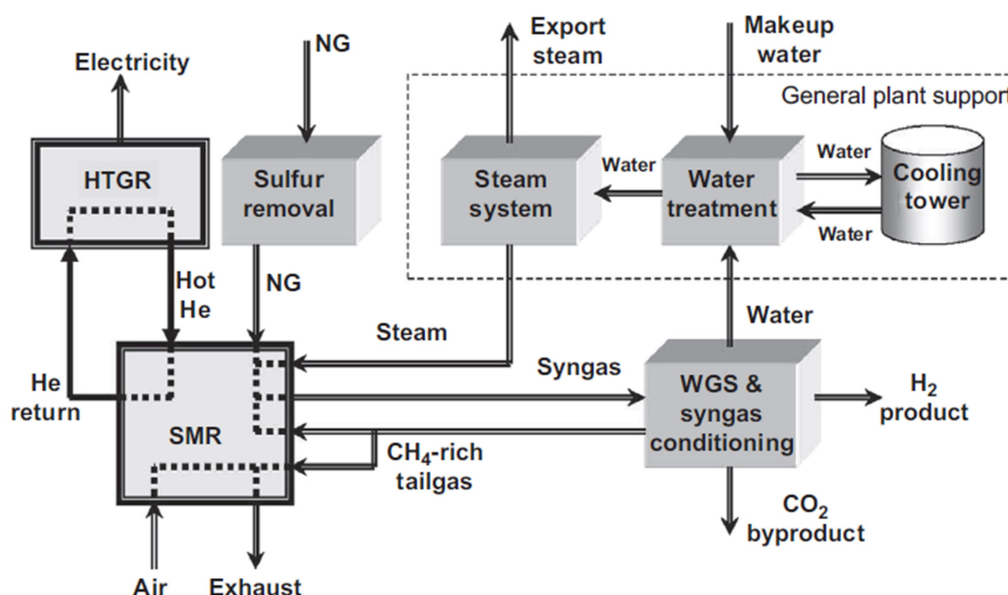 NG
Export
steam
Makeup
water
Electricity
General plant support
HTGR
Sulfur
removal
Steam
system
Water
Water
treatment
Water
Cooling
tower
Water
Hot
He
NG
Steam
Water
He
return
SMR
Syngas
WGS &
syngas
conditioning
H₂
product
CH₄-rich
tailgas
CO₂
byproduct
Air
Exhaust